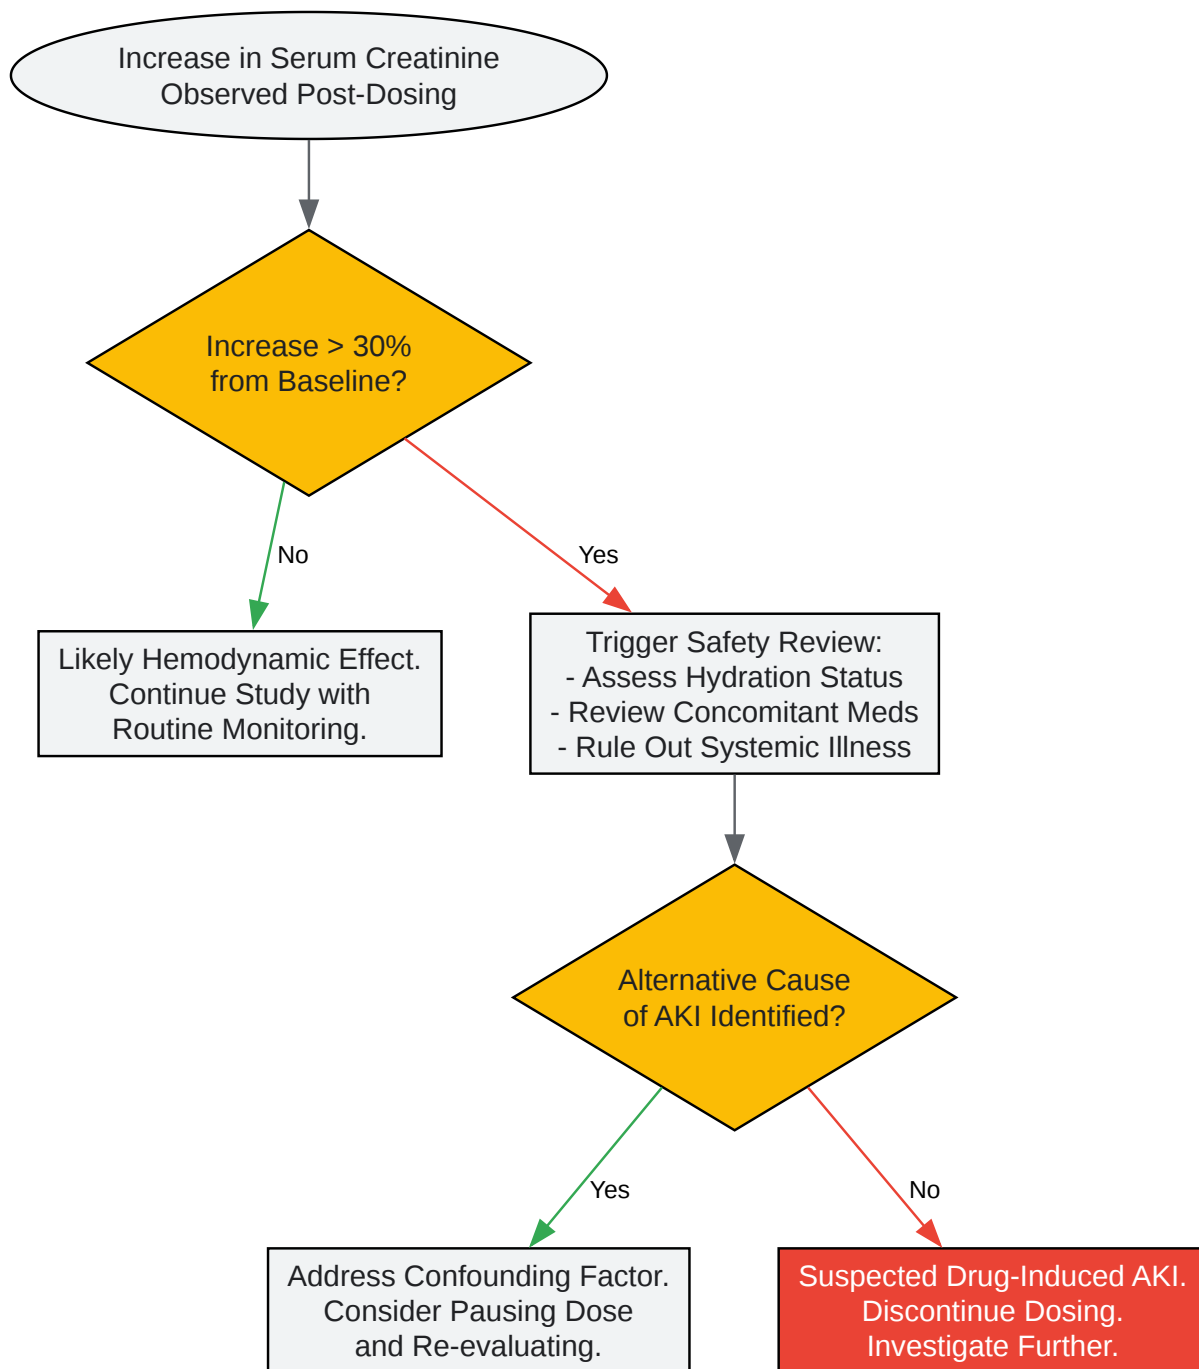 Increase in Serum Creatinine
Observed Post-Dosing
Increase > 30%
from Baseline?
No
Yes
Likely Hemodynamic Effect.
Continue Study with
Routine Monitoring.
Trigger Safety Review:
- Assess Hydration Status
- Review Concomitant Meds
- Rule Out Systemic Illness
Alternative Cause
of AKI Identified?
Yes
No
Address Confounding Factor.
Consider Pausing Dose
and Re-evaluating.
Suspected Drug-Induced AKI.
Discontinue Dosing.
Investigate Further.